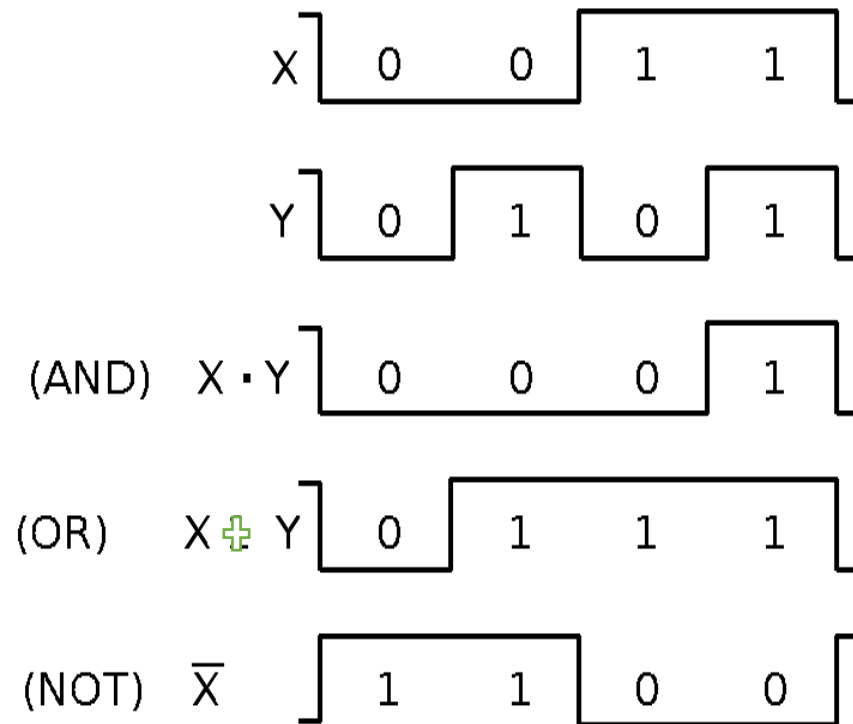 X 0 0 1 1
Y 0 1 0 1
(AND) X · Y 0 0 0 1
(OR) X + Y 0 1 1 1
(NOT) X̅ 1 1 0 0